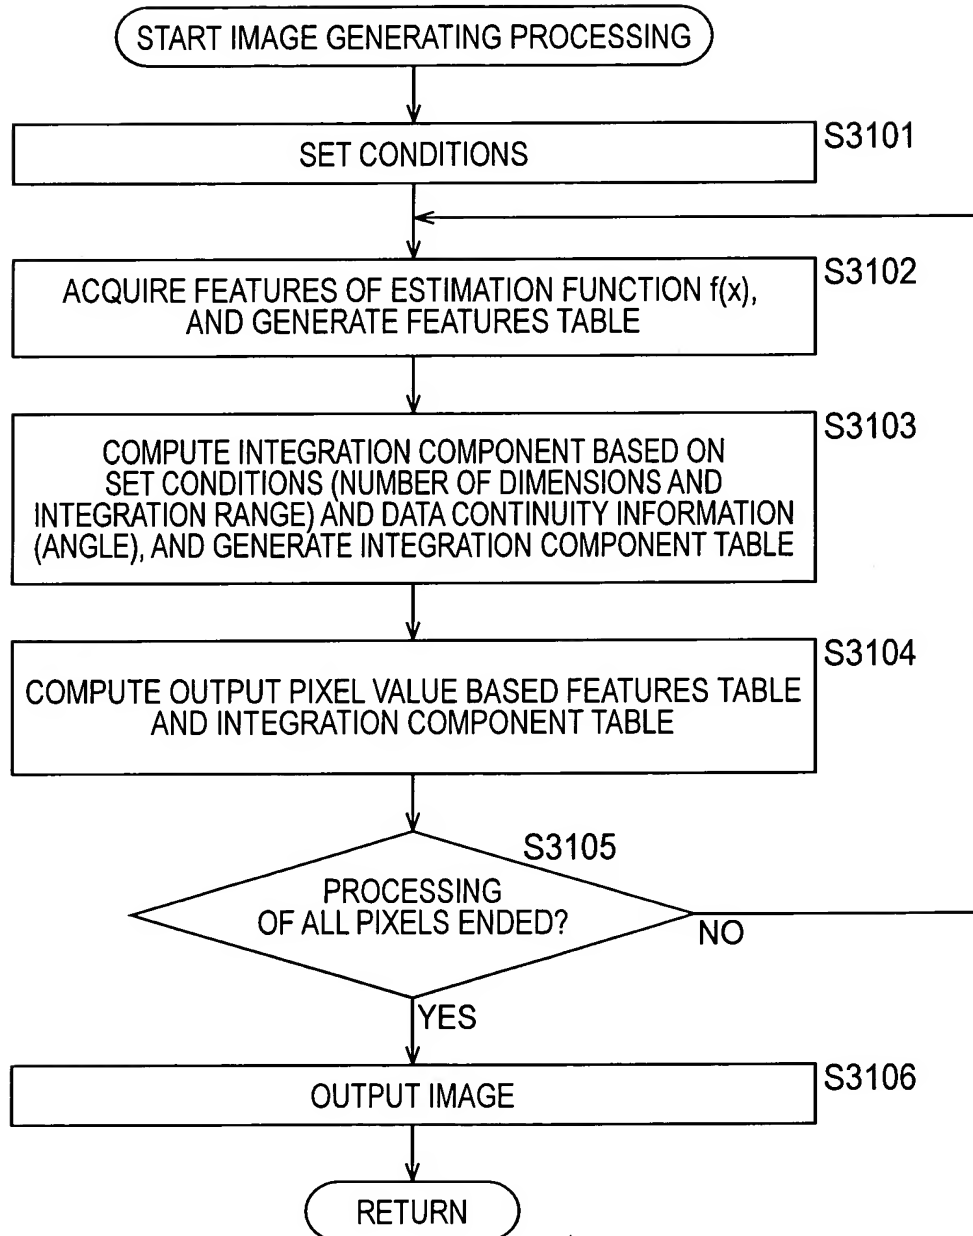 START IMAGE GENERATING PROCESSING
S3101
SET CONDITIONS
S3102
ACQUIRE FEATURES OF ESTIMATION FUNCTION f(x),
AND GENERATE FEATURES TABLE
S3103
COMPUTE INTEGRATION COMPONENT BASED ON
SET CONDITIONS (NUMBER OF DIMENSIONS AND
INTEGRATION RANGE) AND DATA CONTINUITY INFORMATION
(ANGLE), AND GENERATE INTEGRATION COMPONENT TABLE
S3104
COMPUTE OUTPUT PIXEL VALUE BASED FEATURES TABLE
AND INTEGRATION COMPONENT TABLE
S3105
PROCESSING
OF ALL PIXELS ENDED?
NO
YES
S3106
OUTPUT IMAGE
RETURN